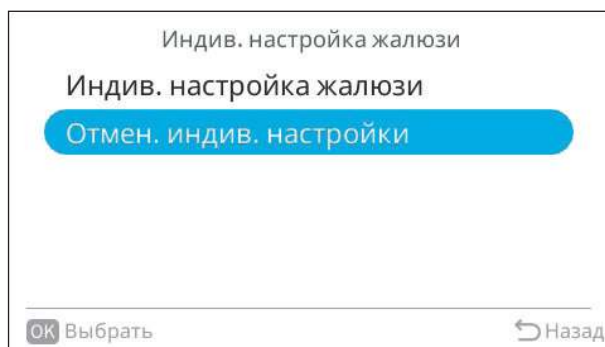 Индив. настройка жалюзи
Индив. настройка жалюзи
Отмен. индив. настройки
OK Выбрать
Назад